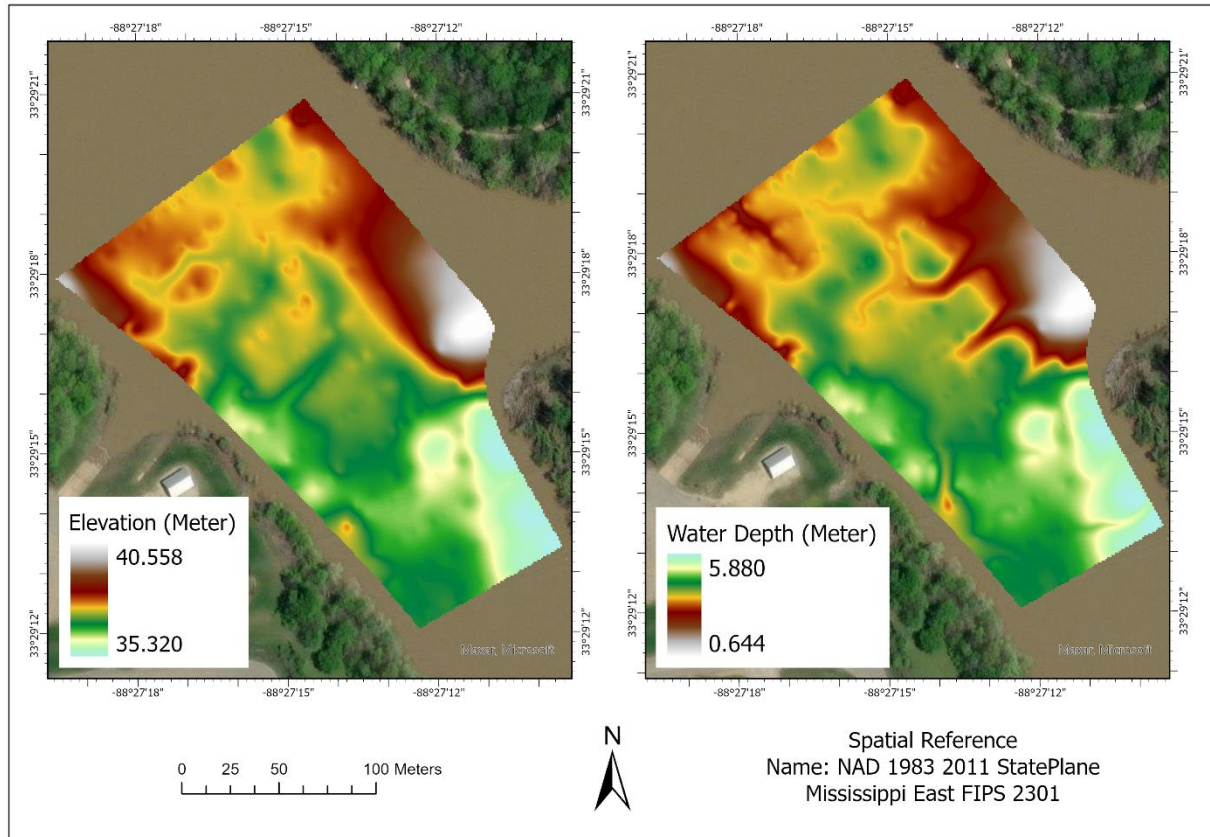 -88°27'18" -88°27'15" -88°27'12"
-88°27'18" -88°27'15" -88°27'12"
33°29'21"
33°29'18"
33°29'15"
33°29'12"
33°29'21"
33°29'18"
33°29'15"
33°29'12"
Elevation (Meter)
40.558
35.320
Maxar, Microsoft
-88°27'18" -88°27'15" -88°27'12"
33°29'21"
33°29'18"
33°29'15"
33°29'12"
33°29'21"
33°29'18"
33°29'15"
33°29'12"
Water Depth (Meter)
5.880
0.644
Maxar, Microsoft
-88°27'18" -88°27'15" -88°27'12"
0 25 50 100 Meters
N
Spatial Reference
Name: NAD 1983 2011 StatePlane
Mississippi East FIPS 2301